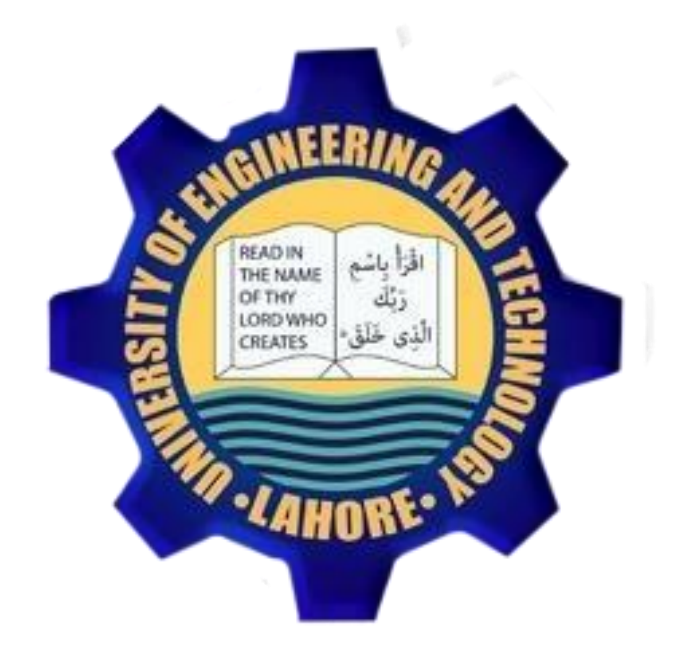 UNIVERSITY OF ENGINEERING AND TECHNOLOGY
• LAHORE •
READ IN
THE NAME
OF THY
LORD WHO
CREATES
اقْرَأْ بِاسْمِ
رَبِّكَ
الَّذِي خَلَقَ